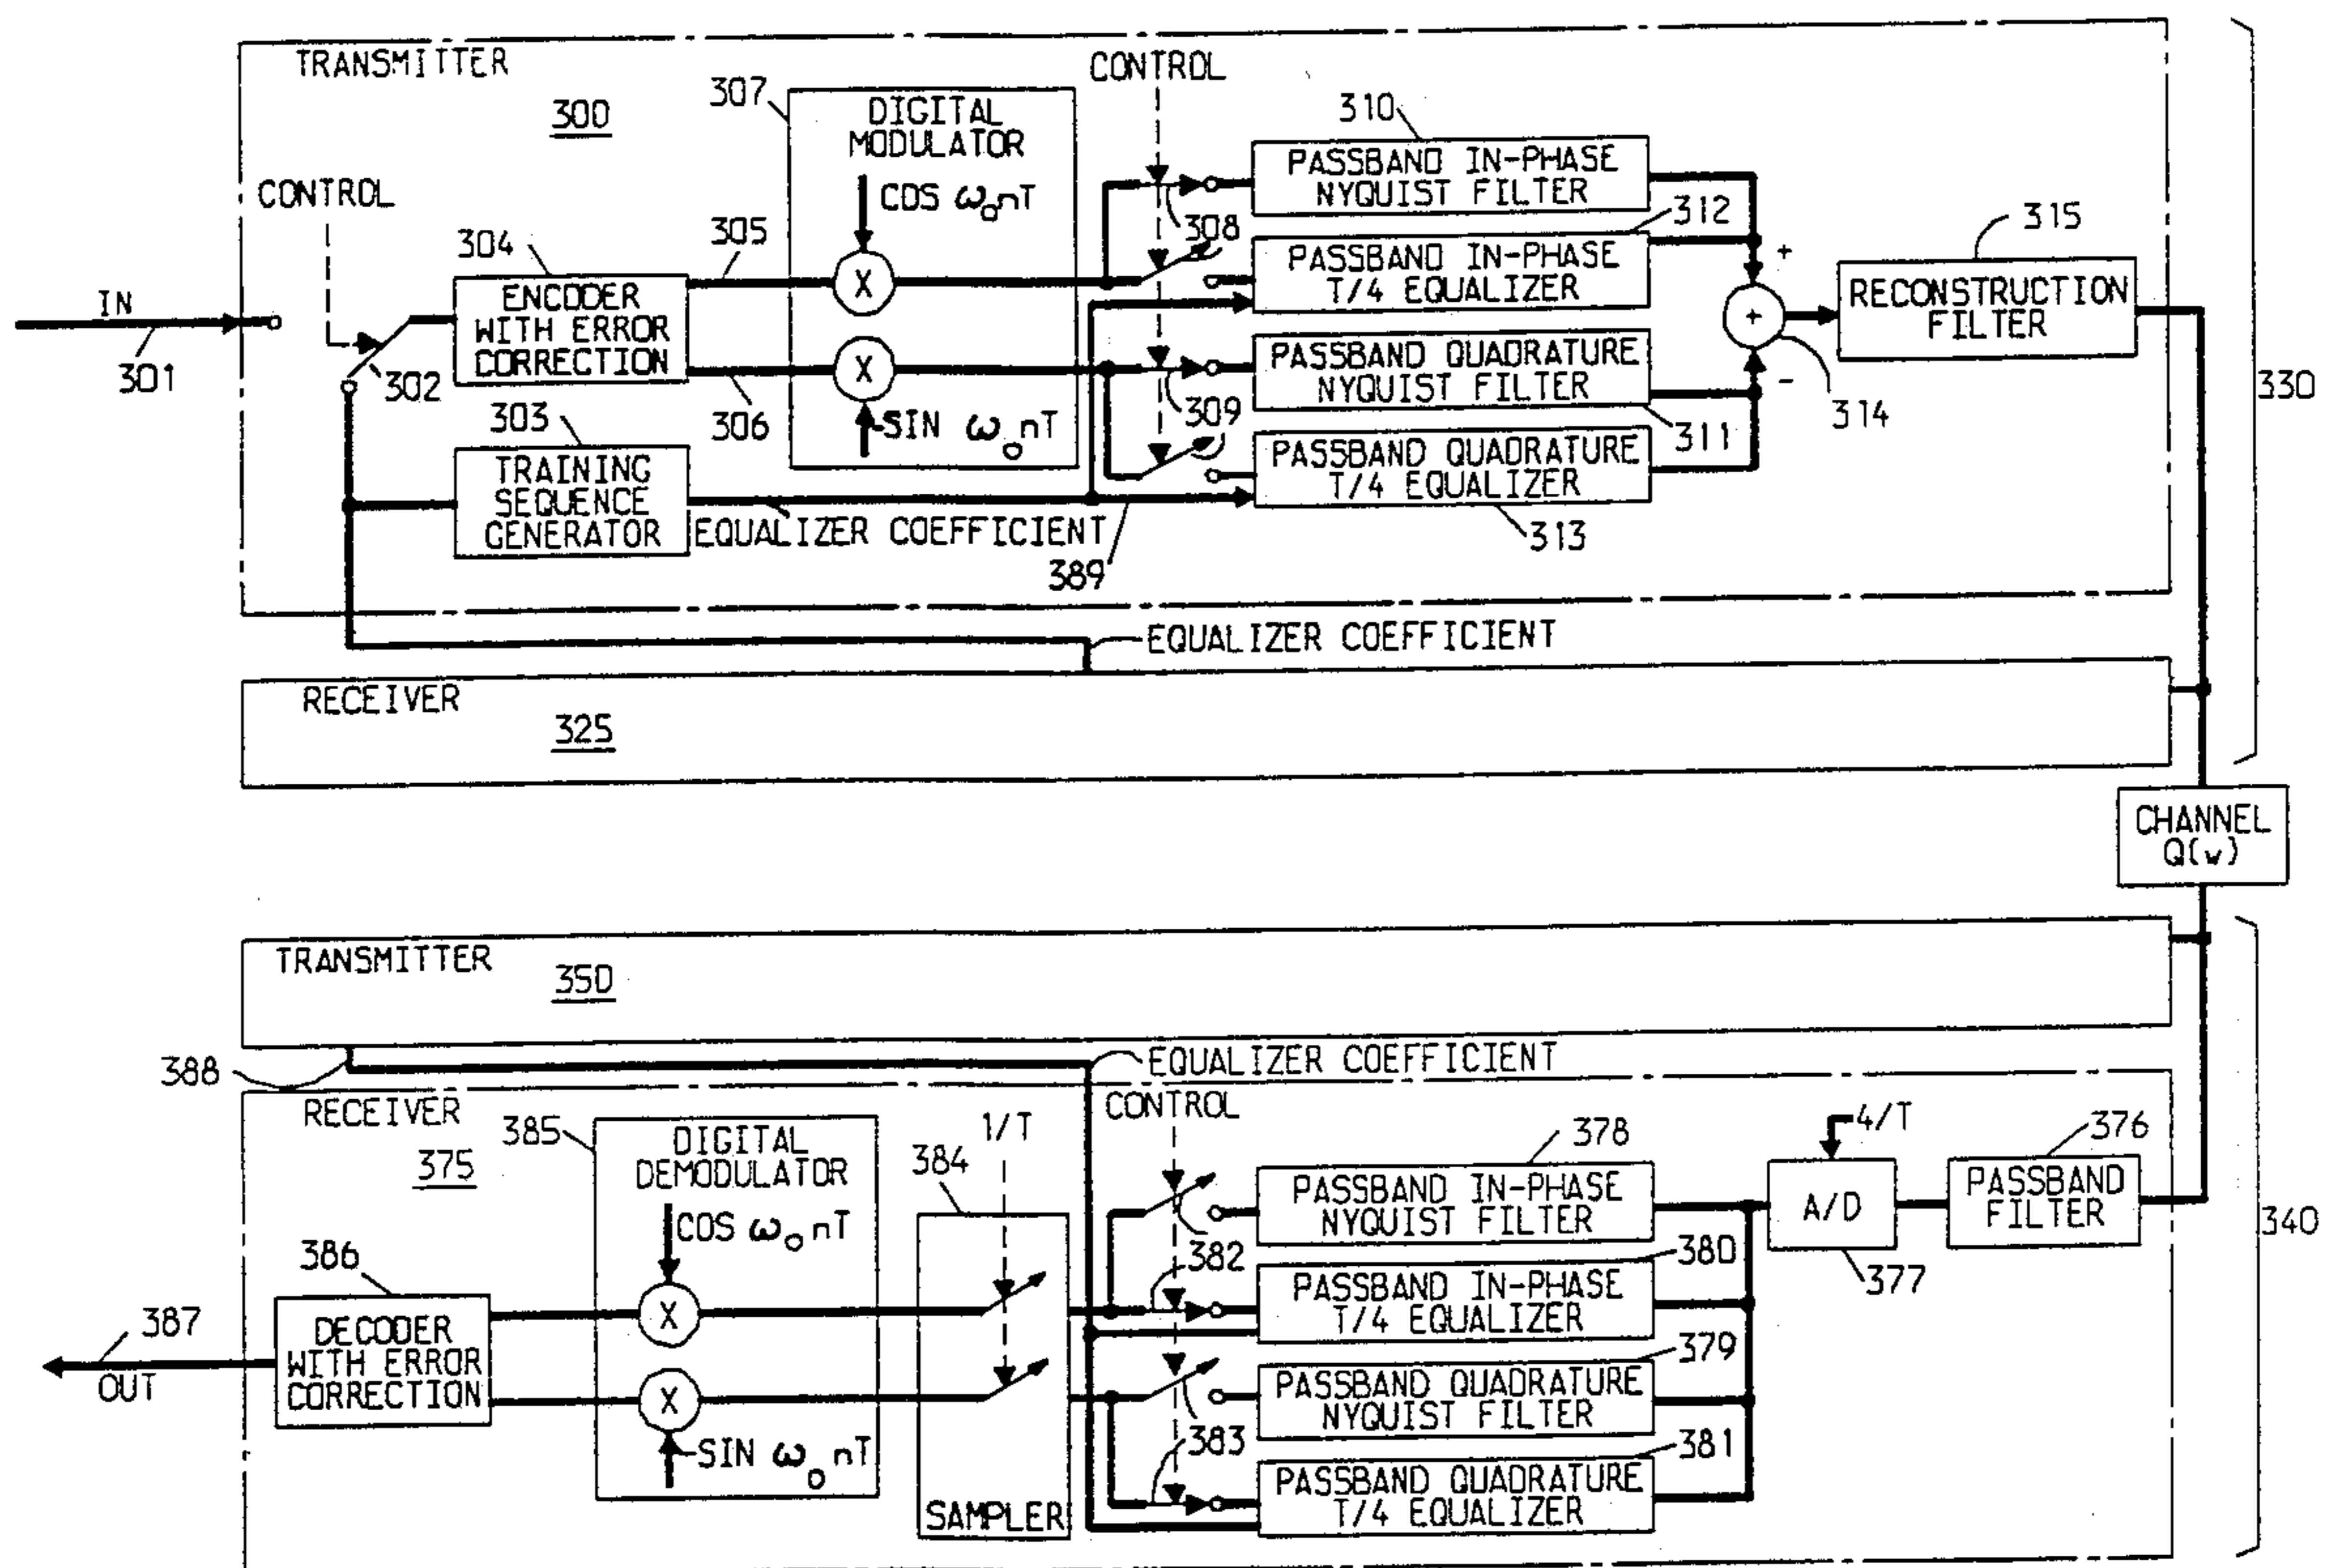 TRANSMITTER
300
CONTROL
IN
301
302
304
ENCODER
WITH ERROR
CORRECTION
303
TRAINING
SEQUENCE
GENERATOR
305
306
307
DIGITAL
MODULATOR
COS ω₀nT
X
X
-SIN ω₀nT
CONTROL
308
309
310
PASSBAND IN-PHASE
NYQUIST FILTER
312
PASSBAND IN-PHASE
T/4 EQUALIZER
PASSBAND QUADRATURE
NYQUIST FILTER
311
PASSBAND QUADRATURE
T/4 EQUALIZER
313
EQUALIZER COEFFICIENT
389
+
+
-
314
315
RECONSTRUCTION
FILTER
330
EQUALIZER COEFFICIENT
RECEIVER
325
CHANNEL
Q(w)
TRANSMITTER
350
388
EQUALIZER COEFFICIENT
RECEIVER
375
385
DIGITAL
DEMODULATOR
COS ω₀nT
X
X
-SIN ω₀nT
386
DECODER
WITH ERROR
CORRECTION
387
OUT
384
1/T
SAMPLER
CONTROL
382
383
378
PASSBAND IN-PHASE
NYQUIST FILTER
380
PASSBAND IN-PHASE
T/4 EQUALIZER
379
PASSBAND QUADRATURE
NYQUIST FILTER
381
PASSBAND QUADRATURE
T/4 EQUALIZER
4/T
A/D
377
376
PASSBAND
FILTER
340